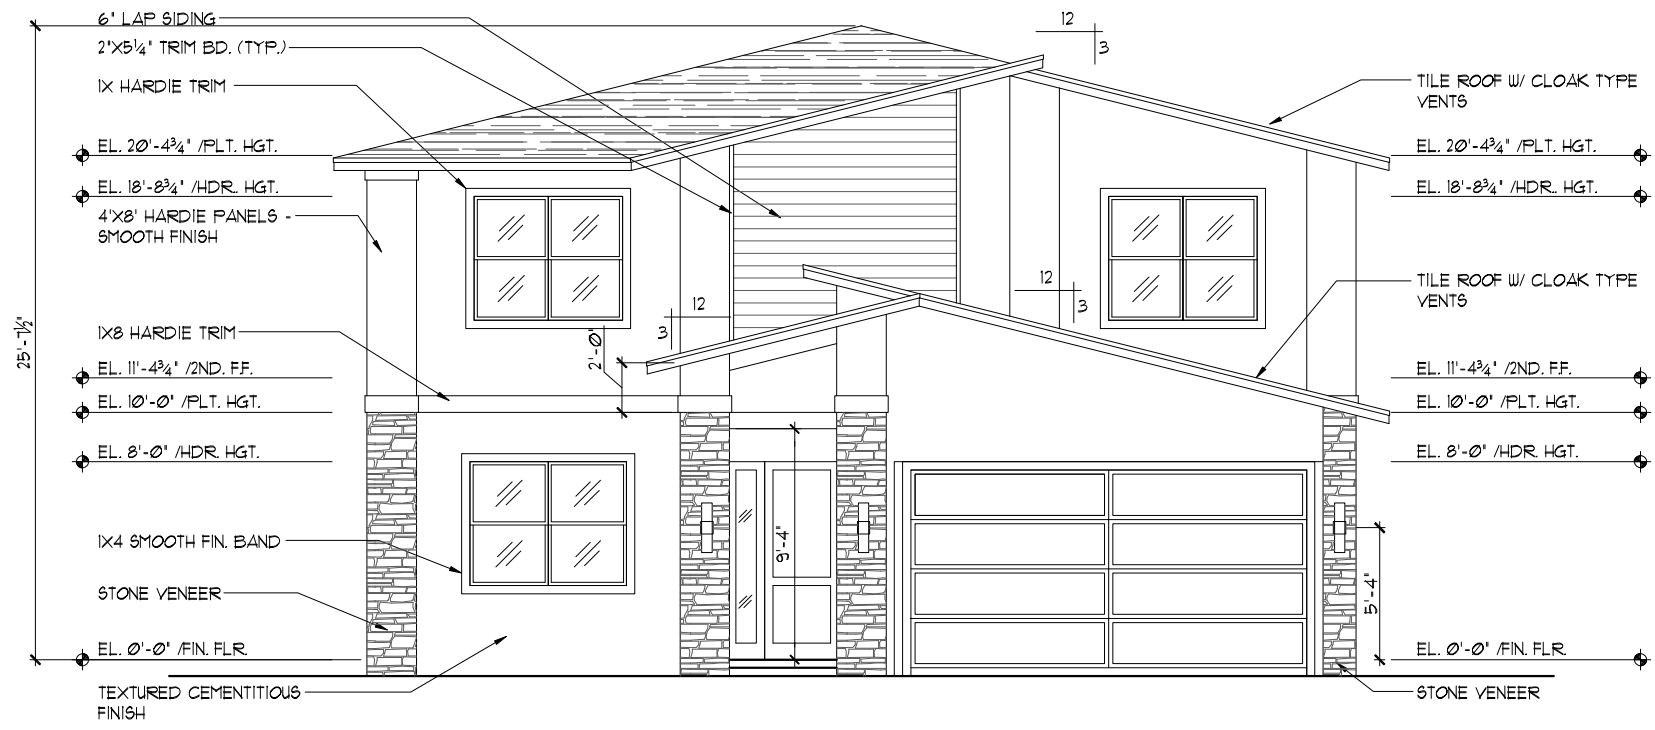 6" LAP SIDING
2"X5¼" TRIM BD. (TYP.)
1X HARDIE TRIM
EL. 20'-4¾" /PLT. HGT.
EL. 18'-8¾" /HDR. HGT.
4'X8' HARDIE PANELS -
SMOOTH FINISH
1X8 HARDIE TRIM
EL. 11'-4¾" /2ND. F.F.
EL. 10'-0" /PLT. HGT.
EL. 8'-0" /HDR. HGT.
1X4 SMOOTH FIN. BAND
STONE VENEER
EL. 0'-0" /FIN. FLR.
TEXTURED CEMENTITIOUS
FINISH
25'-7½"
12
3
12
3
12
3
2'-0"
9'-4"
5'-4"
TILE ROOF W/ CLOAK TYPE
VENTS
EL. 20'-4¾" /PLT. HGT.
EL. 18'-8¾" /HDR. HGT.
TILE ROOF W/ CLOAK TYPE
VENTS
EL. 11'-4¾" /2ND. F.F.
EL. 10'-0" /PLT. HGT.
EL. 8'-0" /HDR. HGT.
EL. 0'-0" /FIN. FLR.
STONE VENEER